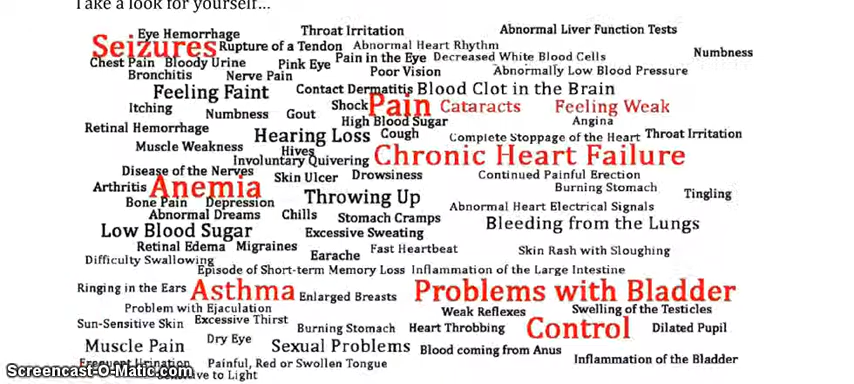 Take a look for yourself...
Eye Hemorrhage Throat Irritation Abnormal Liver Function Tests
Seizures Rupture of a Tendon Abnormal Heart Rhythm Numbness
Chest Pain Bloody Urine Pink Eye Pain in the Eye Decreased White Blood Cells
Bronchitis Nerve Pain Poor Vision Abnormally Low Blood Pressure
Feeling Faint Contact Dermatitis Blood Clot in the Brain
Itching Numbness Gout Shock Pain Cataracts Feeling Weak
High Blood Sugar Angina
Retinal Hemorrhage Hearing Loss Cough Complete Stoppage of the Heart Throat Irritation
Muscle Weakness Hives Chronic Heart Failure
Involuntary Quivering
Disease of the Nerves Skin Ulcer Drowsiness Continued Painful Erection
Arthritis Anemia Burning Stomach Tingling
Bone Pain Depression Throwing Up Abnormal Heart Electrical Signals
Abnormal Dreams Chills Stomach Cramps Bleeding from the Lungs
Low Blood Sugar Excessive Sweating
Retinal Edema Migraines Earache Fast Heartbeat Skin Rash with Sloughing
Difficulty Swallowing
Episode of Short-term Memory Loss Inflammation of the Large Intestine
Ringing in the Ears Asthma Enlarged Breasts Problems with Bladder
Problem with Ejaculation Weak Reflexes Swelling of the Testicles
Sun-Sensitive Skin Excessive Thirst Burning Stomach Heart Throbbing Control Dilated Pupil
Muscle Pain Dry Eye Sexual Problems Blood coming from Anus
Frequent Urination Painful, Red or Swollen Tongue Inflammation of the Bladder
Screencast-O-Matic.com to Light